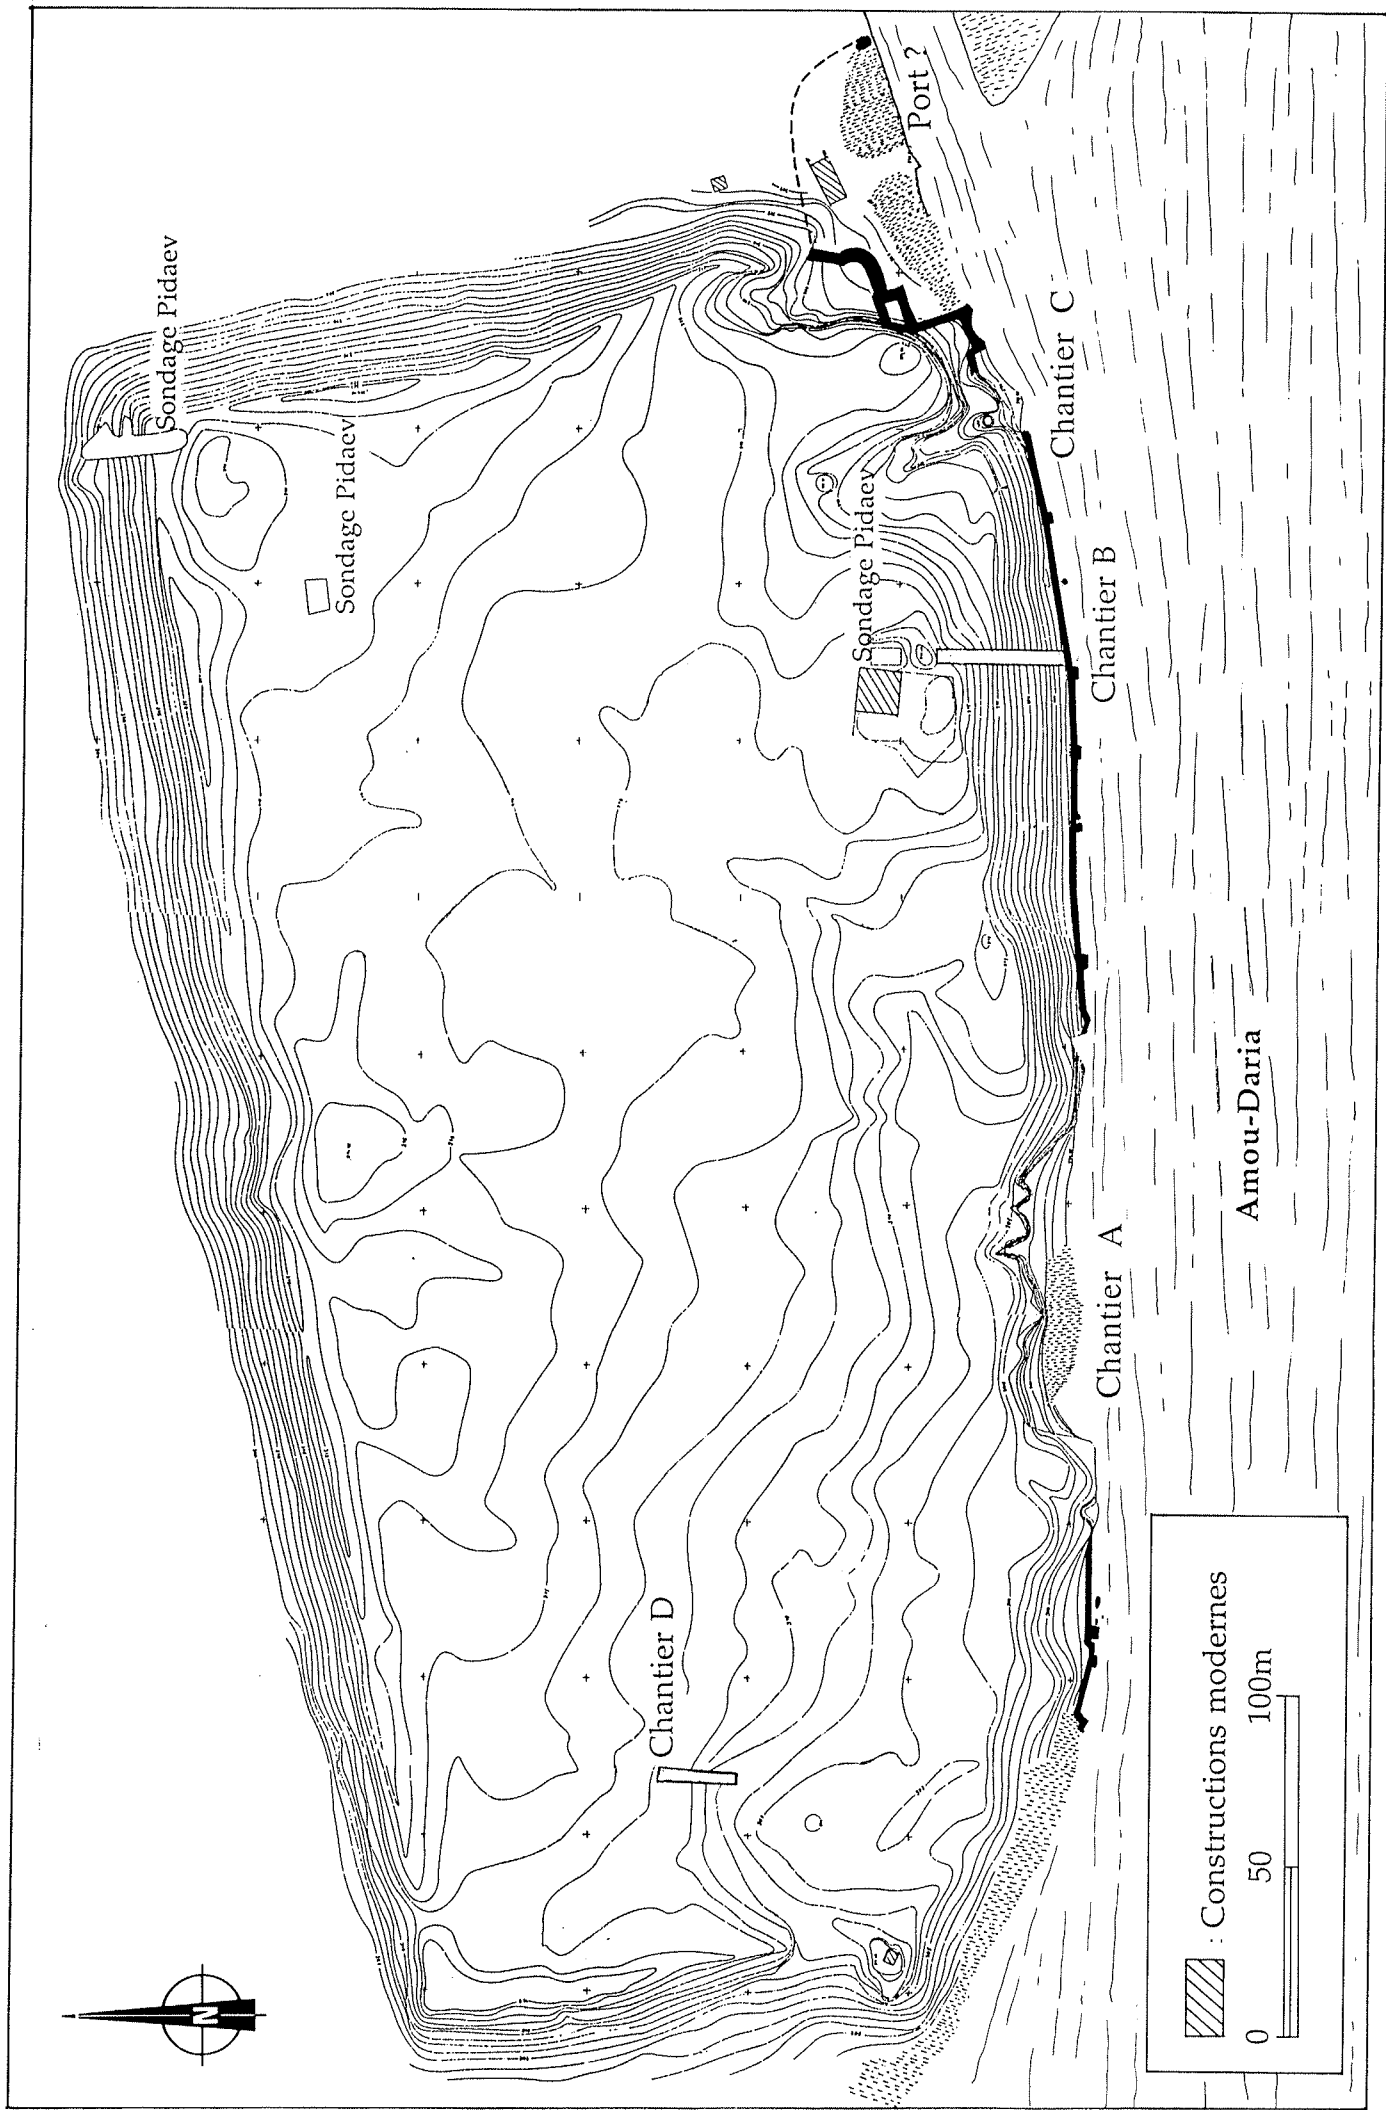 Sondage Pidaev
Sondage Pidaev
Sondage Pidaev
Port ?
Chantier C
Chantier B
Chantier A
Chantier D
Amou-Daria
N
: Constructions modernes
0 50 100m